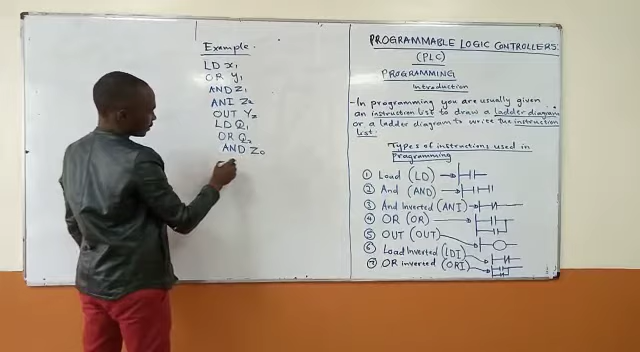 Example.
LD X1
OR Y1
AND Z1
ANI Z2
OUT Y2
LD Q1
OR Q2
AND Z0
PROGRAMMABLE LOGIC CONTROLLERS.
(PLC)
PROGRAMMING
Introduction
- In programming you are usually given
an instruction list to draw a ladder diagram
or a ladder diagram to write the instruction
list.
Types of instructions used in
programming
① Load (LD)
② And (AND)
③ And Inverted (ANI)
④ OR (OR)
⑤ OUT (OUT)
⑥ Load Inverted (LDI)
⑦ OR inverted (ORI)